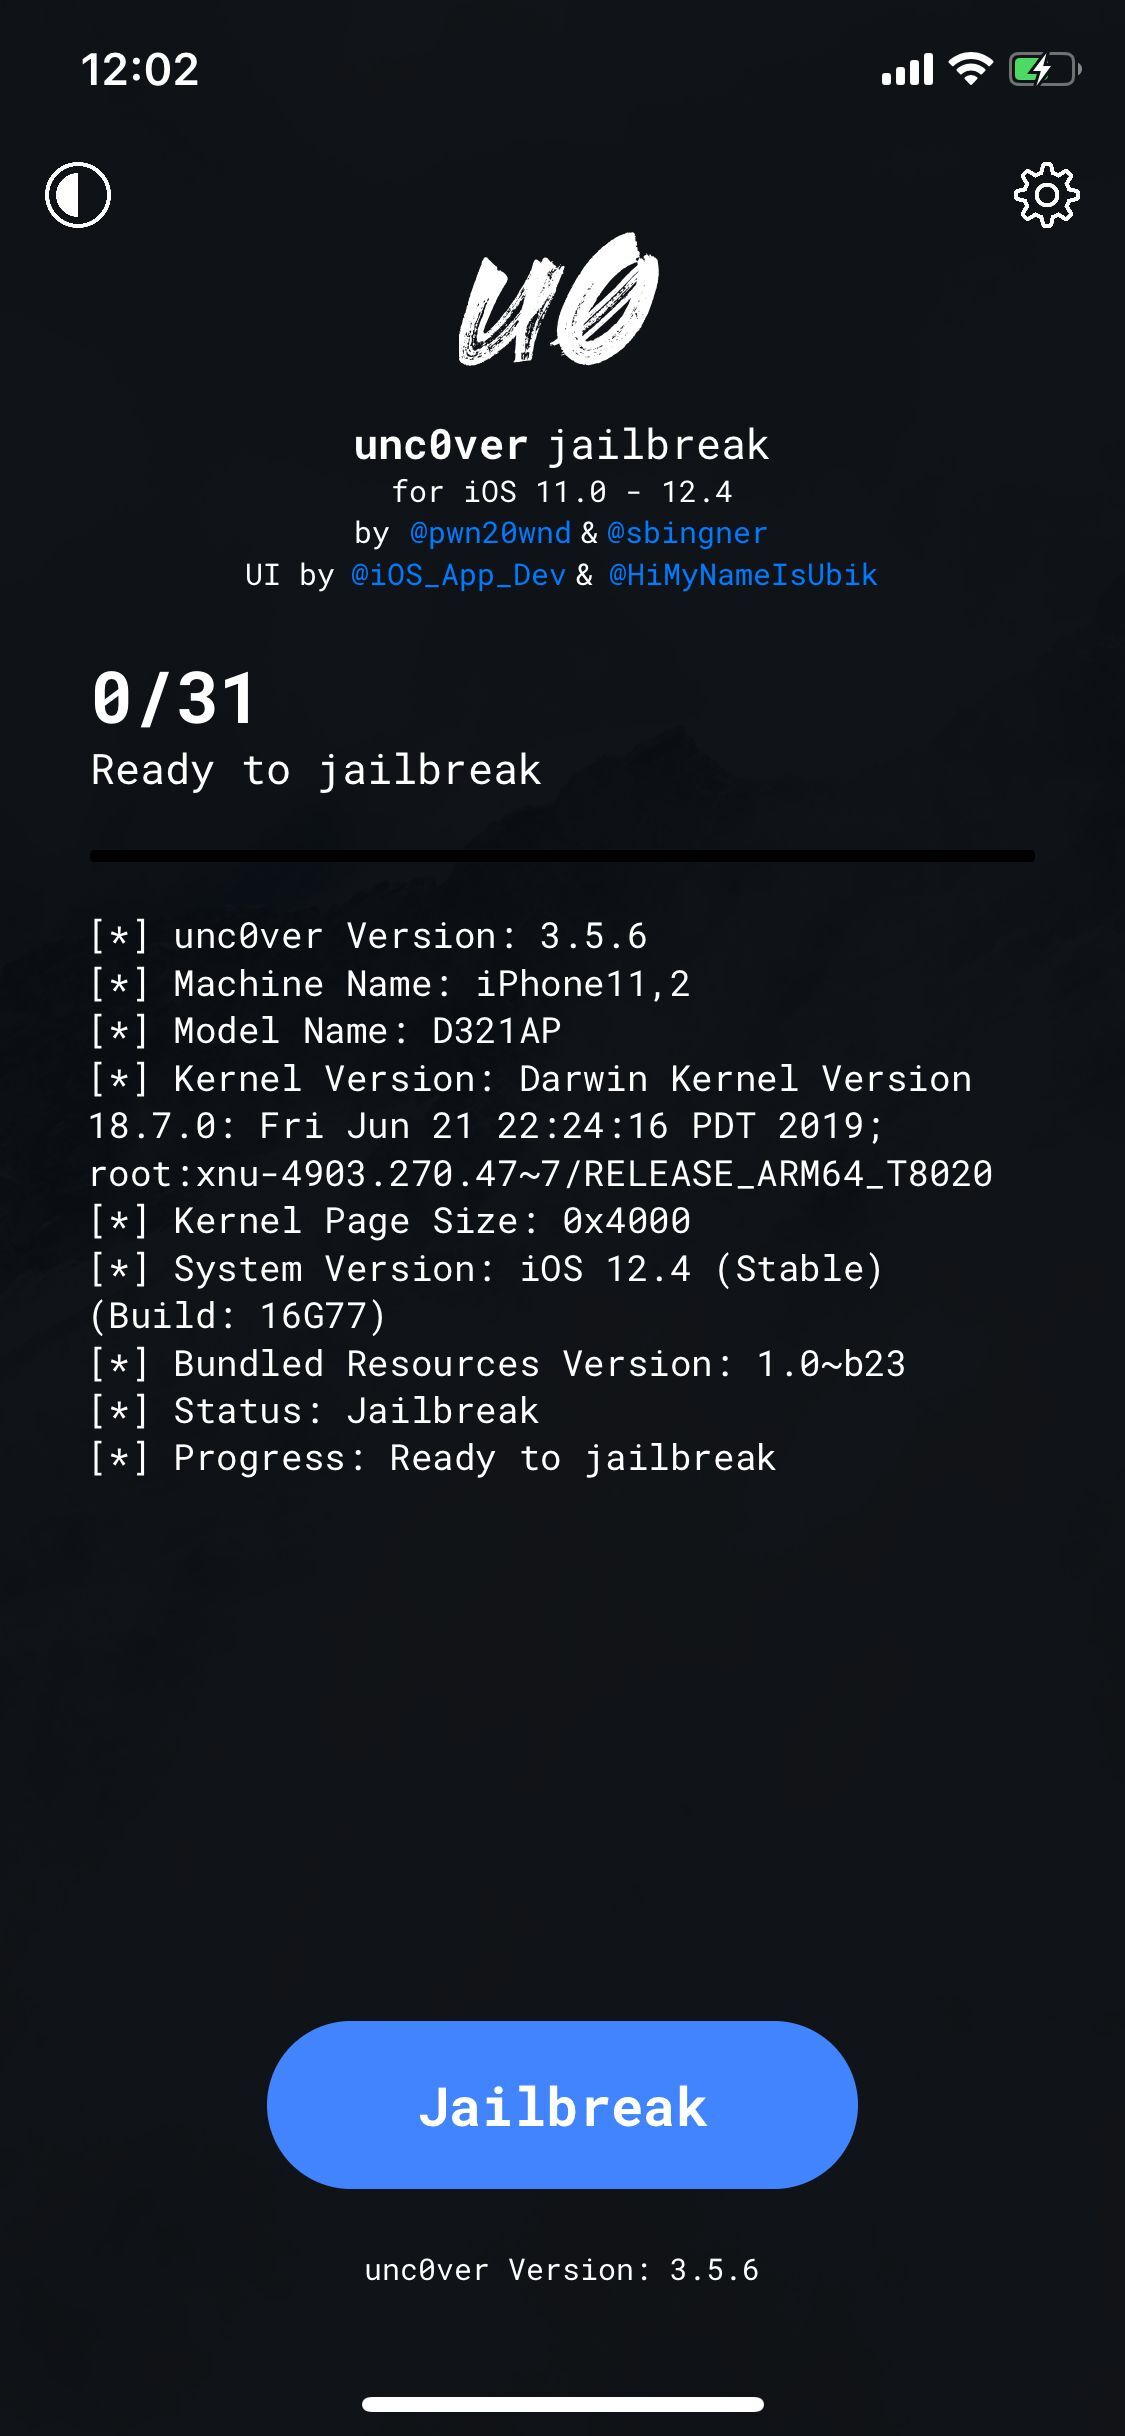 12:02
u0
unc0ver jailbreak
for iOS 11.0 - 12.4
by @pwn20wnd & @sbingner
UI by @iOS_App_Dev & @HiMyNameIsUbik
0/31
Ready to jailbreak
[*] unc0ver Version: 3.5.6
[*] Machine Name: iPhone11,2
[*] Model Name: D321AP
[*] Kernel Version: Darwin Kernel Version
18.7.0: Fri Jun 21 22:24:16 PDT 2019;
root:xnu-4903.270.47~7/RELEASE_ARM64_T8020
[*] Kernel Page Size: 0x4000
[*] System Version: iOS 12.4 (Stable)
(Build: 16G77)
[*] Bundled Resources Version: 1.0~b23
[*] Status: Jailbreak
[*] Progress: Ready to jailbreak
Jailbreak
unc0ver Version: 3.5.6